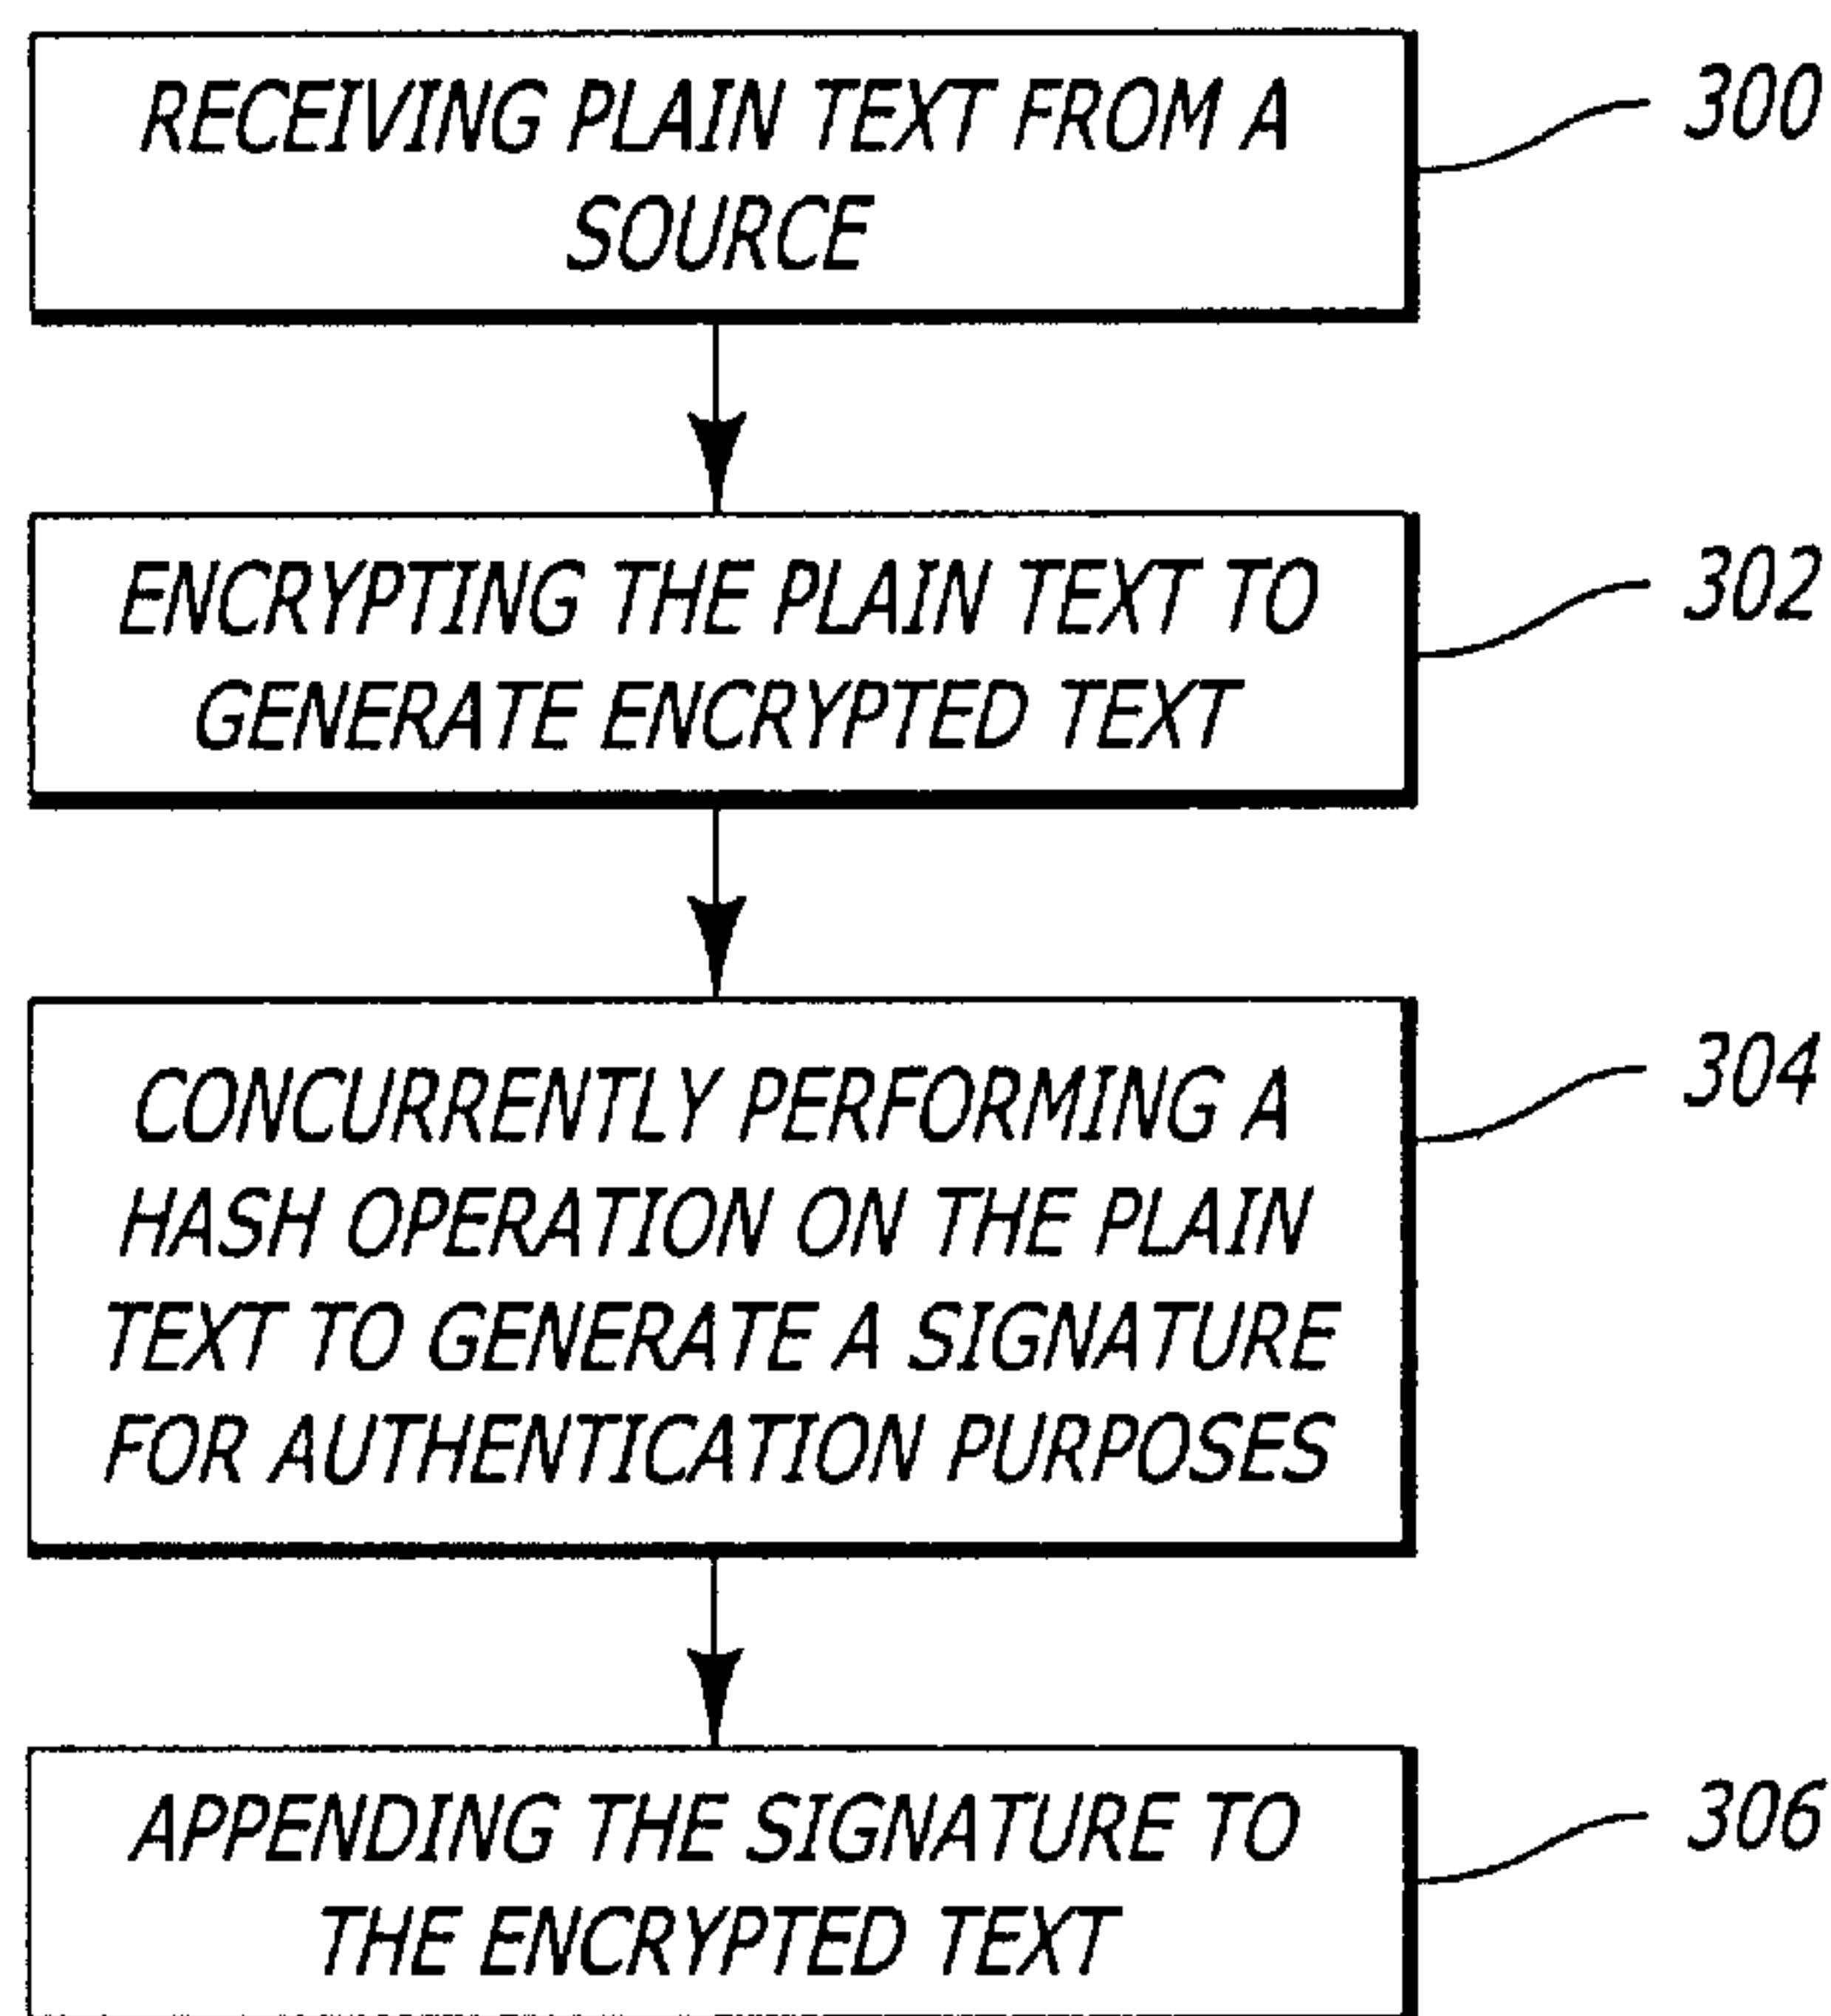 RECEIVING PLAIN TEXT FROM A
SOURCE
300
ENCRYPTING THE PLAIN TEXT TO
GENERATE ENCRYPTED TEXT
302
CONCURRENTLY PERFORMING A
HASH OPERATION ON THE PLAIN
TEXT TO GENERATE A SIGNATURE
FOR AUTHENTICATION PURPOSES
304
APPENDING THE SIGNATURE TO
THE ENCRYPTED TEXT
306